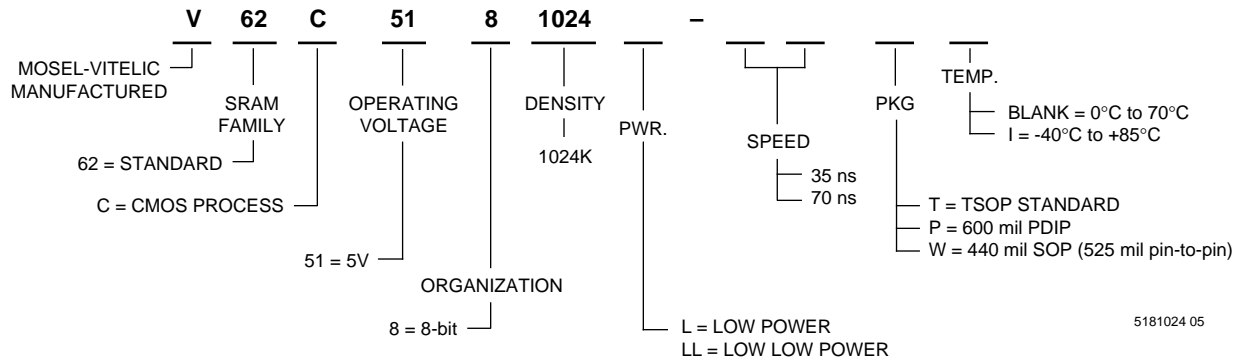 V 62 C 51 8 1024 –
MOSEL-VITELIC
MANUFACTURED
SRAM
FAMILY
62 = STANDARD
C = CMOS PROCESS
OPERATING
VOLTAGE
51 = 5V
ORGANIZATION
8 = 8-bit
DENSITY
1024K
PWR.
L = LOW POWER
LL = LOW LOW POWER
SPEED
35 ns
70 ns
PKG
T = TSOP STANDARD
P = 600 mil PDIP
W = 440 mil SOP (525 mil pin-to-pin)
TEMP.
BLANK = 0°C to 70°C
I = -40°C to +85°C
5181024 05